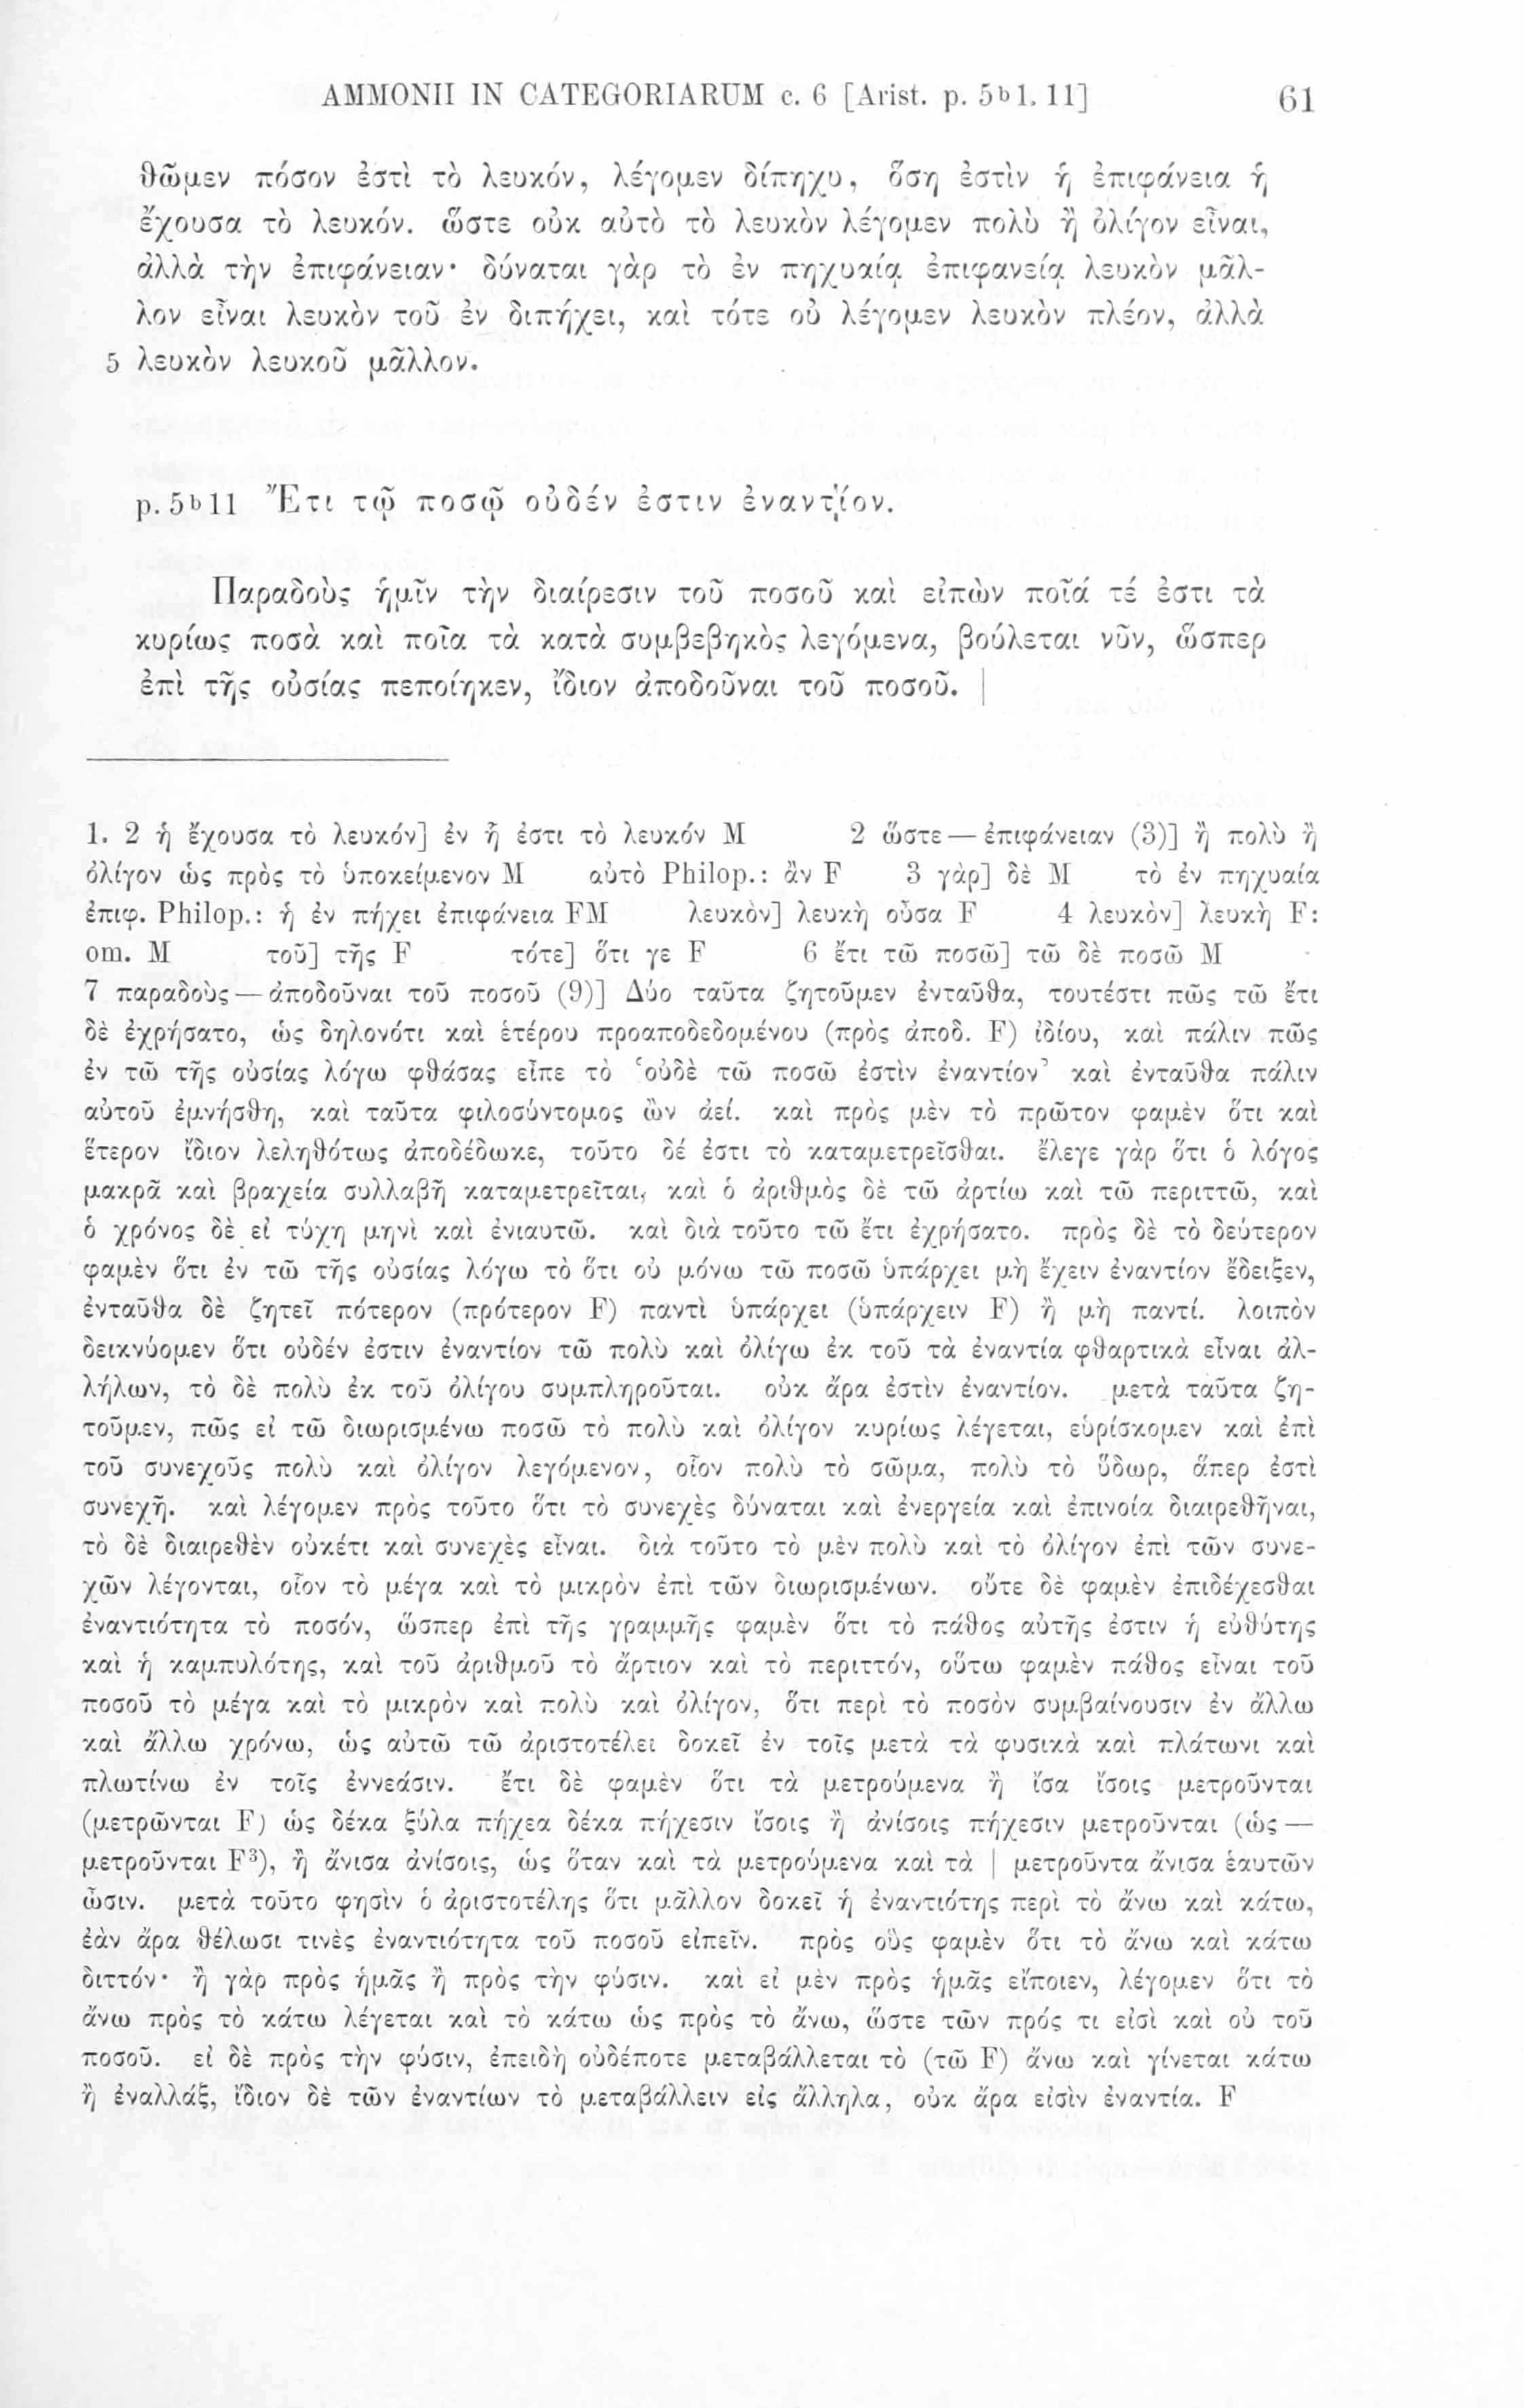 AMMONII IN CATEGORIARUM c. 6 [Arist. p. 5b1. 11] 61
θῶμεν πόσον ἐστὶ τὸ λευκόν, λέγομεν δίπηχυ, ὅση ἐστὶν ἡ ἐπιφάνεια ἡ
ἔχουσα τὸ λευκόν. ὥστε οὐκ αὐτὸ τὸ λευκὸν λέγομεν πολὺ ἢ ὀλίγον εἶναι,
ἀλλὰ τὴν ἐπιφάνειαν· δύναται γὰρ τὸ ἐν πηχυαίᾳ ἐπιφανείᾳ λευκὸν μᾶλ-
λον εἶναι λευκὸν τοῦ ἐν διπήχει, καὶ τότε οὐ λέγομεν λευκὸν πλέον, ἀλλὰ
5 λευκὸν λευκοῦ μᾶλλον.
p. 5b11 Ἔτι τῷ ποσῷ οὐδέν ἐστιν ἐναντίον.
Παραδοὺς ἡμῖν τὴν διαίρεσιν τοῦ ποσοῦ καὶ εἰπὼν ποῖά τέ ἐστι τὰ
κυρίως ποσὰ καὶ ποῖα τὰ κατὰ συμβεβηκὸς λεγόμενα, βούλεται νῦν, ὥσπερ
ἐπὶ τῆς οὐσίας πεποίηκεν, ἴδιον ἀποδοῦναι τοῦ ποσοῦ. |
1. 2 ἡ ἔχουσα τὸ λευκόν] ἐν ᾗ ἐστι τὸ λευκόν M 2 ὥστε — ἐπιφάνειαν (3)] ἢ πολὺ ἢ
ὀλίγον ὡς πρὸς τὸ ὑποκείμενον M αὐτὸ Philop.: ἂν F 3 γὰρ] δὲ M τὸ ἐν πηχυαία
ἐπιφ. Philop.: ἡ ἐν πήχει ἐπιφάνεια FM λευκὸν] λευκὴ οὖσα F 4 λευκὸν] λευκὴ F:
om. M τοῦ] τῆς F τότε] ὅτι γε F 6 ἔτι τῶ ποσῶ] τῶ δὲ ποσῶ M
7 παραδοὺς — ἀποδοῦναι τοῦ ποσοῦ (9)] Δύο ταῦτα ζητοῦμεν ἐνταῦθα, τουτέστι πῶς τῶ ἔτι
δὲ ἐχρήσατο, ὡς δηλονότι καὶ ἑτέρου προαποδεδομένου (πρὸς ἀποδ. F) ἰδίου, καὶ πάλιν πῶς
ἐν τῶ τῆς οὐσίας λόγω φθάσας εἶπε τὸ ‘οὐδὲ τῶ ποσῶ ἐστὶν ἐναντίον’ καὶ ἐνταῦθα πάλιν
αὐτοῦ ἐμνήσθη, καὶ ταῦτα φιλοσύντομος ὢν ἀεί. καὶ πρὸς μὲν τὸ πρῶτον φαμὲν ὅτι καὶ
ἕτερον ἴδιον λεληθότως ἀποδέδωκε, τοῦτο δέ ἐστι τὸ καταμετρεῖσθαι. ἔλεγε γὰρ ὅτι ὁ λόγος
μακρᾶ καὶ βραχεία συλλαβῆ καταμετρεῖται, καὶ ὁ ἀριθμὸς δὲ τῶ ἀρτίω καὶ τῶ περιττῶ, καὶ
ὁ χρόνος δὲ εἰ τύχη μηνὶ καὶ ἐνιαυτῶ. καὶ διὰ τοῦτο τῶ ἔτι ἐχρήσατο. πρὸς δὲ τὸ δεύτερον
φαμὲν ὅτι ἐν τῶ τῆς οὐσίας λόγω τὸ ὅτι οὐ μόνω τῶ ποσῶ ὑπάρχει μὴ ἔχειν ἐναντίον ἔδειξεν,
ἐνταῦθα δὲ ζητεῖ πότερον (πρότερον F) παντὶ ὑπάρχει (ὑπάρχειν F) ἢ μὴ παντί. λοιπὸν
δεικνύομεν ὅτι οὐδέν ἐστιν ἐναντίον τῶ πολὺ καὶ ὀλίγω ἐκ τοῦ τὰ ἐναντία φθαρτικὰ εἶναι ἀλ-
λήλων, τὸ δὲ πολὺ ἐκ τοῦ ὀλίγου συμπληροῦται. οὐκ ἄρα ἐστὶν ἐναντίον. μετὰ ταῦτα ζη-
τοῦμεν, πῶς εἰ τῶ διωρισμένω ποσῶ τὸ πολὺ καὶ ὀλίγον κυρίως λέγεται, εὑρίσκομεν καὶ ἐπὶ
τοῦ συνεχοῦς πολὺ καὶ ὀλίγον λεγόμενον, οἷον πολὺ τὸ σῶμα, πολὺ τὸ ὕδωρ, ἅπερ ἐστὶ
συνεχῆ. καὶ λέγομεν πρὸς τοῦτο ὅτι τὸ συνεχὲς δύναται καὶ ἐνεργεία καὶ ἐπινοία διαιρεθῆναι,
τὸ δὲ διαιρεθὲν οὐκέτι καὶ συνεχὲς εἶναι. διὰ τοῦτο τὸ μὲν πολὺ καὶ τὸ ὀλίγον ἐπὶ τῶν συνε-
χῶν λέγονται, οἷον τὸ μέγα καὶ τὸ μικρὸν ἐπὶ τῶν διωρισμένων. οὔτε δὲ φαμὲν ἐπιδέχεσθαι
ἐναντιότητα τὸ ποσόν, ὥσπερ ἐπὶ τῆς γραμμῆς φαμὲν ὅτι τὸ πάθος αὐτῆς ἐστιν ἡ εὐθύτης
καὶ ἡ καμπυλότης, καὶ τοῦ ἀριθμοῦ τὸ ἄρτιον καὶ τὸ περιττόν, οὕτω φαμὲν πάθος εἶναι τοῦ
ποσοῦ τὸ μέγα καὶ τὸ μικρὸν καὶ πολὺ καὶ ὀλίγον, ὅτι περὶ τὸ ποσὸν συμβαίνουσιν ἐν ἄλλω
καὶ ἄλλω χρόνω, ὡς αὐτῶ τῶ ἀριστοτέλει δοκεῖ ἐν τοῖς μετὰ τὰ φυσικὰ καὶ πλάτωνι καὶ
πλωτίνω ἐν τοῖς ἐννεάσιν. ἔτι δὲ φαμὲν ὅτι τὰ μετρούμενα ἢ ἴσα ἴσοις μετροῦνται
(μετρῶνται F) ὡς δέκα ξύλα πήχεα δέκα πήχεσιν ἴσοις ἢ ἀνίσοις πήχεσιν μετροῦνται (ὡς —
μετροῦνται F³), ἢ ἄνισα ἀνίσοις, ὡς ὅταν καὶ τὰ μετρούμενα καὶ τὰ | μετροῦντα ἄνισα ἑαυτῶν
ὦσιν. μετὰ τοῦτο φησὶν ὁ ἀριστοτέλης ὅτι μᾶλλον δοκεῖ ἡ ἐναντιότης περὶ τὸ ἄνω καὶ κάτω,
ἐὰν ἄρα θέλωσι τινὲς ἐναντιότητα τοῦ ποσοῦ εἰπεῖν. πρὸς οὓς φαμὲν ὅτι τὸ ἄνω καὶ κάτω
διττόν· ἢ γὰρ πρὸς ἡμᾶς ἢ πρὸς τὴν φύσιν. καὶ εἰ μὲν πρὸς ἡμᾶς εἴποιεν, λέγομεν ὅτι τὸ
ἄνω πρὸς τὸ κάτω λέγεται καὶ τὸ κάτω ὡς πρὸς τὸ ἄνω, ὥστε τῶν πρός τι εἰσὶ καὶ οὐ τοῦ
ποσοῦ. εἰ δὲ πρὸς τὴν φύσιν, ἐπειδὴ οὐδέποτε μεταβάλλεται τὸ (τῶ F) ἄνω καὶ γίνεται κάτω
ἢ ἐναλλάξ, ἴδιον δὲ τῶν ἐναντίων τὸ μεταβάλλειν εἰς ἄλληλα, οὐκ ἄρα εἰσὶν ἐναντία. F